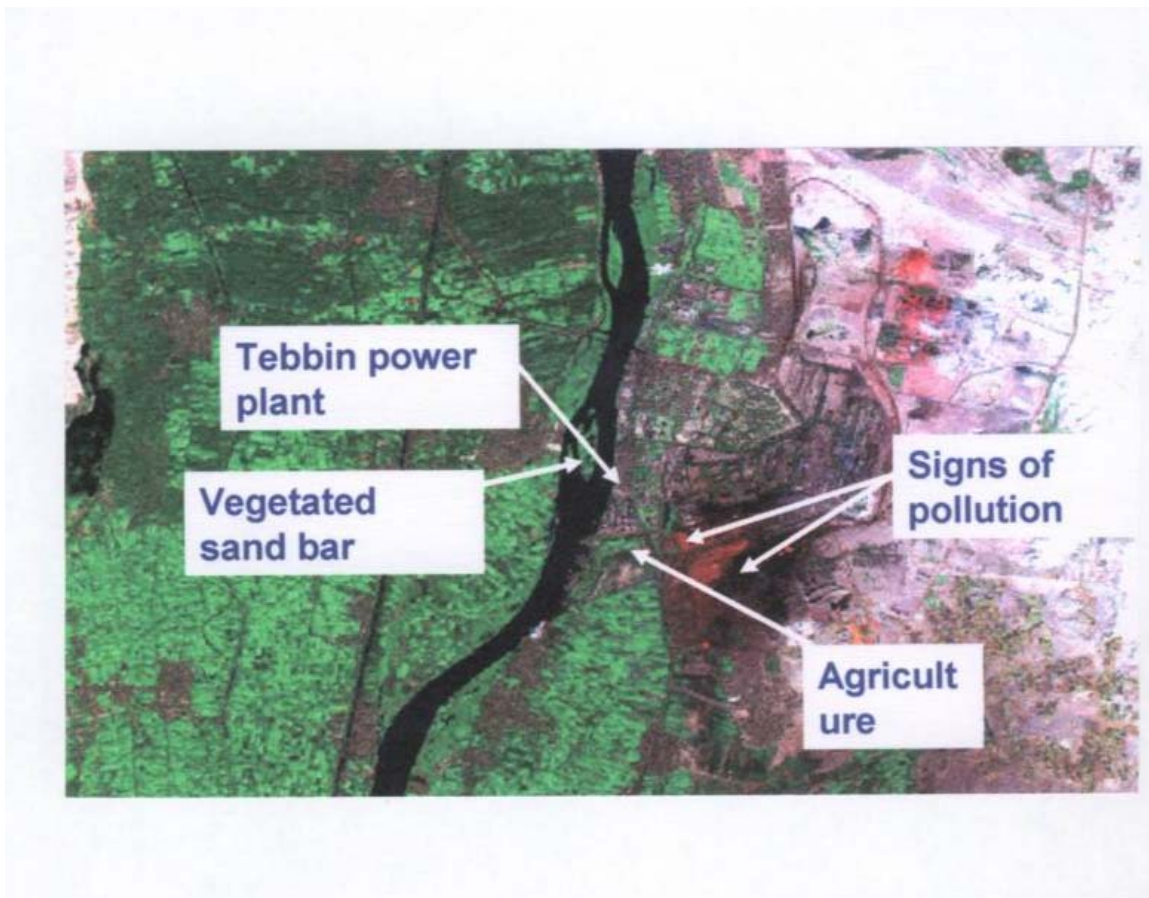 Tebbin power
plant
Vegetated
sand bar
Signs of
pollution
Agricult
ure